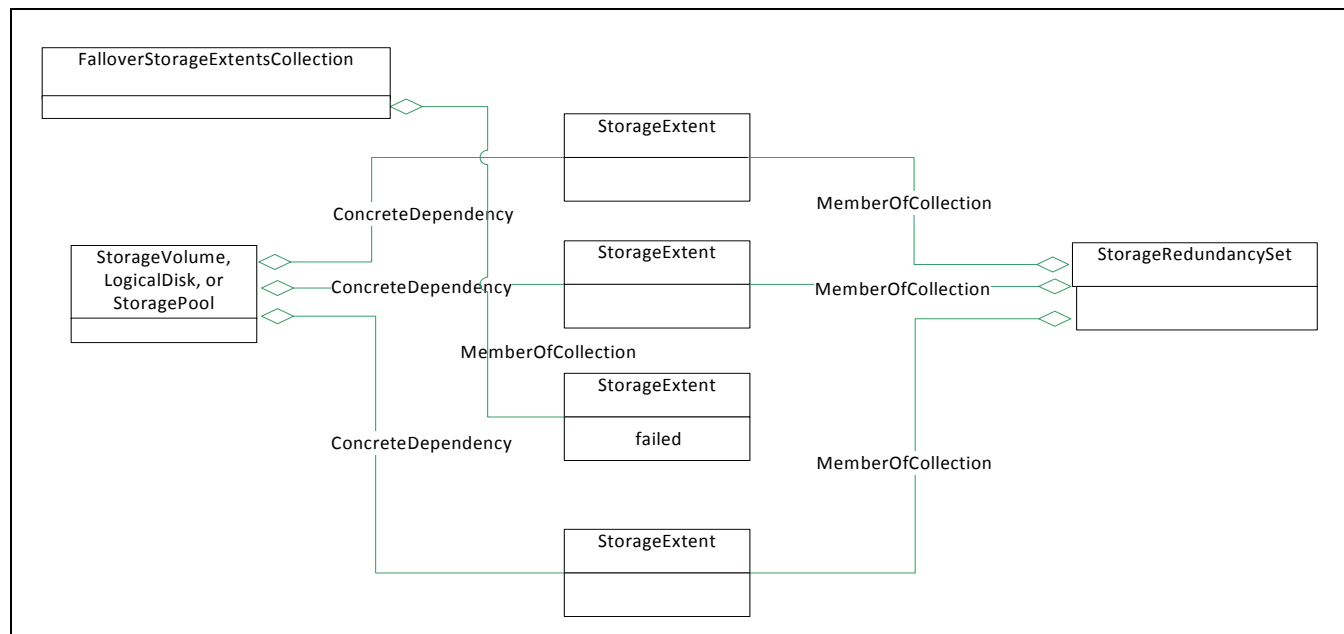 FalloverStorageExtentsCollection
StorageExtent
ConcreteDependency
MemberOfCollection
StorageVolume,
LogicalDisk, or
StoragePool
StorageExtent
StorageRedundancySet
ConcreteDependency
MemberOfCollection
MemberOfCollection
StorageExtent
failed
ConcreteDependency
MemberOfCollection
StorageExtent